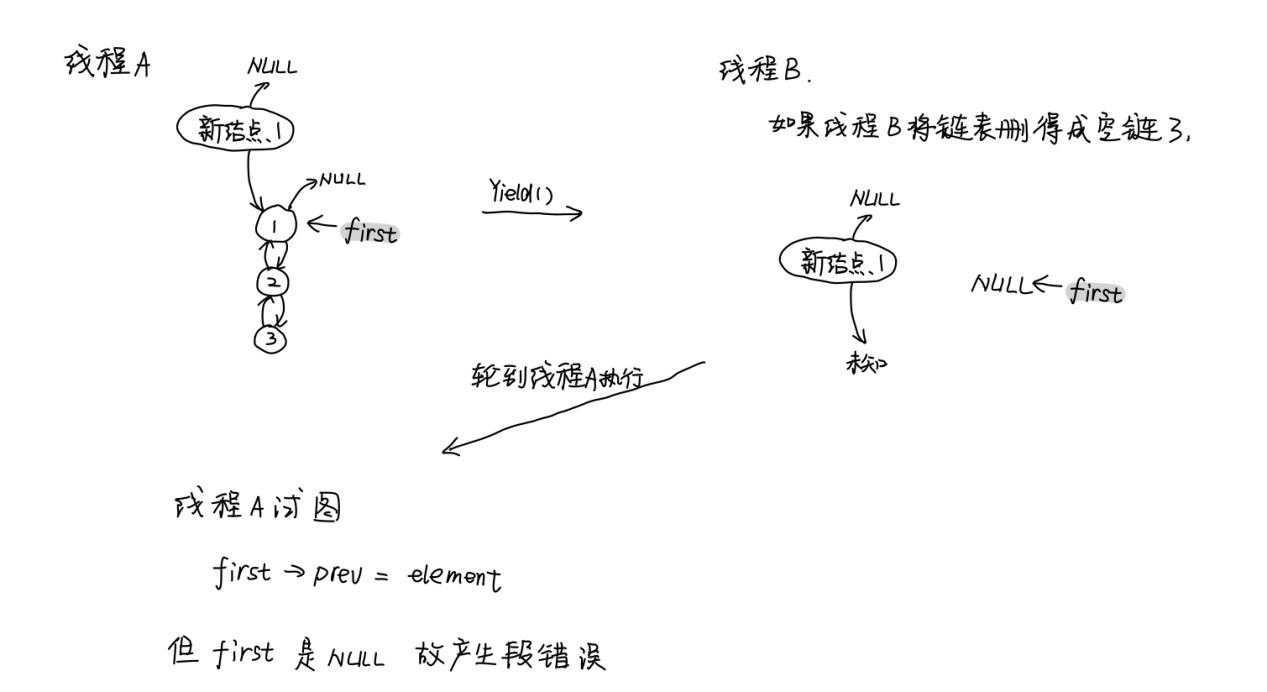 线程A
NULL
新结点、1
NULL
1
first
2
3
Yield()
线程B.
如果线程B将链表删得成空链了,
NULL
新结点、1
NULL
first
未知
轮到线程A执行
线程A试图
first→prev = element
但 first 是 NULL 故产生段错误